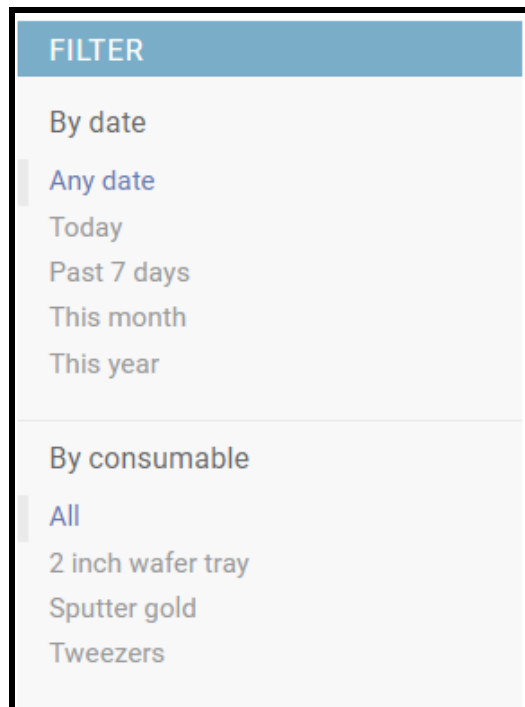 FILTER
By date
Any date
Today
Past 7 days
This month
This year
By consumable
All
2 inch wafer tray
Sputter gold
Tweezers